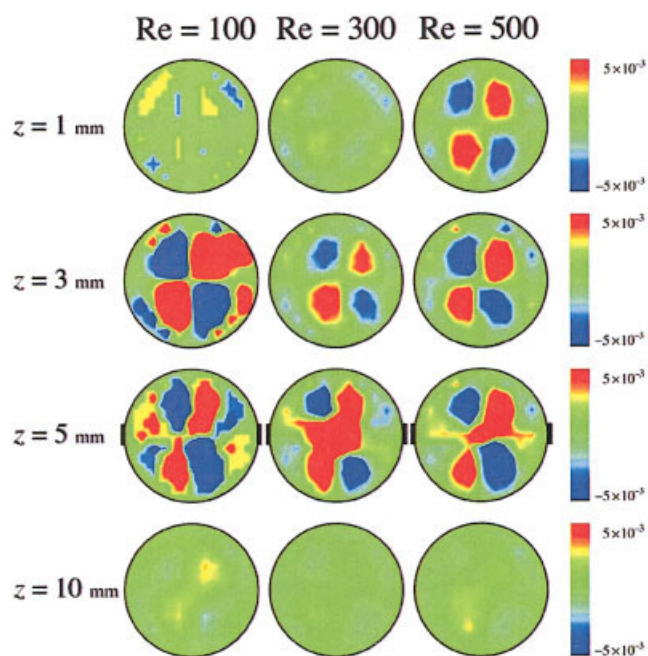 Re = 100 Re = 300 Re = 500
5×10⁻³
z = 1 mm
−5×10⁻³
5×10⁻³
z = 3 mm
−5×10⁻³
5×10⁻³
z = 5 mm
−5×10⁻³
5×10⁻³
z = 10 mm
−5×10⁻³